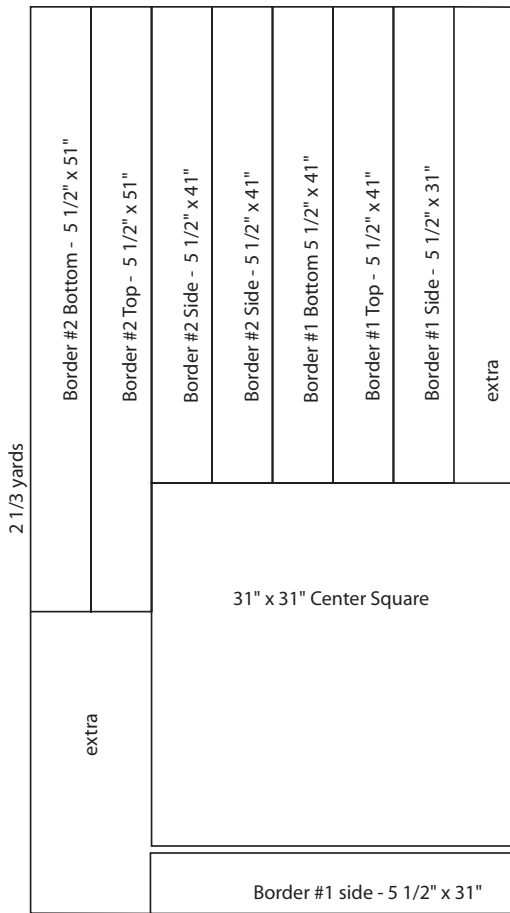 2 1/3 yards
Border #2 Bottom - 5 1/2" x 51"
Border #2 Top - 5 1/2" x 51"
Border #2 Side - 5 1/2" x 41"
Border #2 Side - 5 1/2" x 41"
Border #1 Bottom 5 1/2" x 41"
Border #1 Top - 5 1/2" x 41"
Border #1 Side - 5 1/2" x 31"
extra
31" x 31" Center Square
extra
Border #1 side - 5 1/2" x 31"